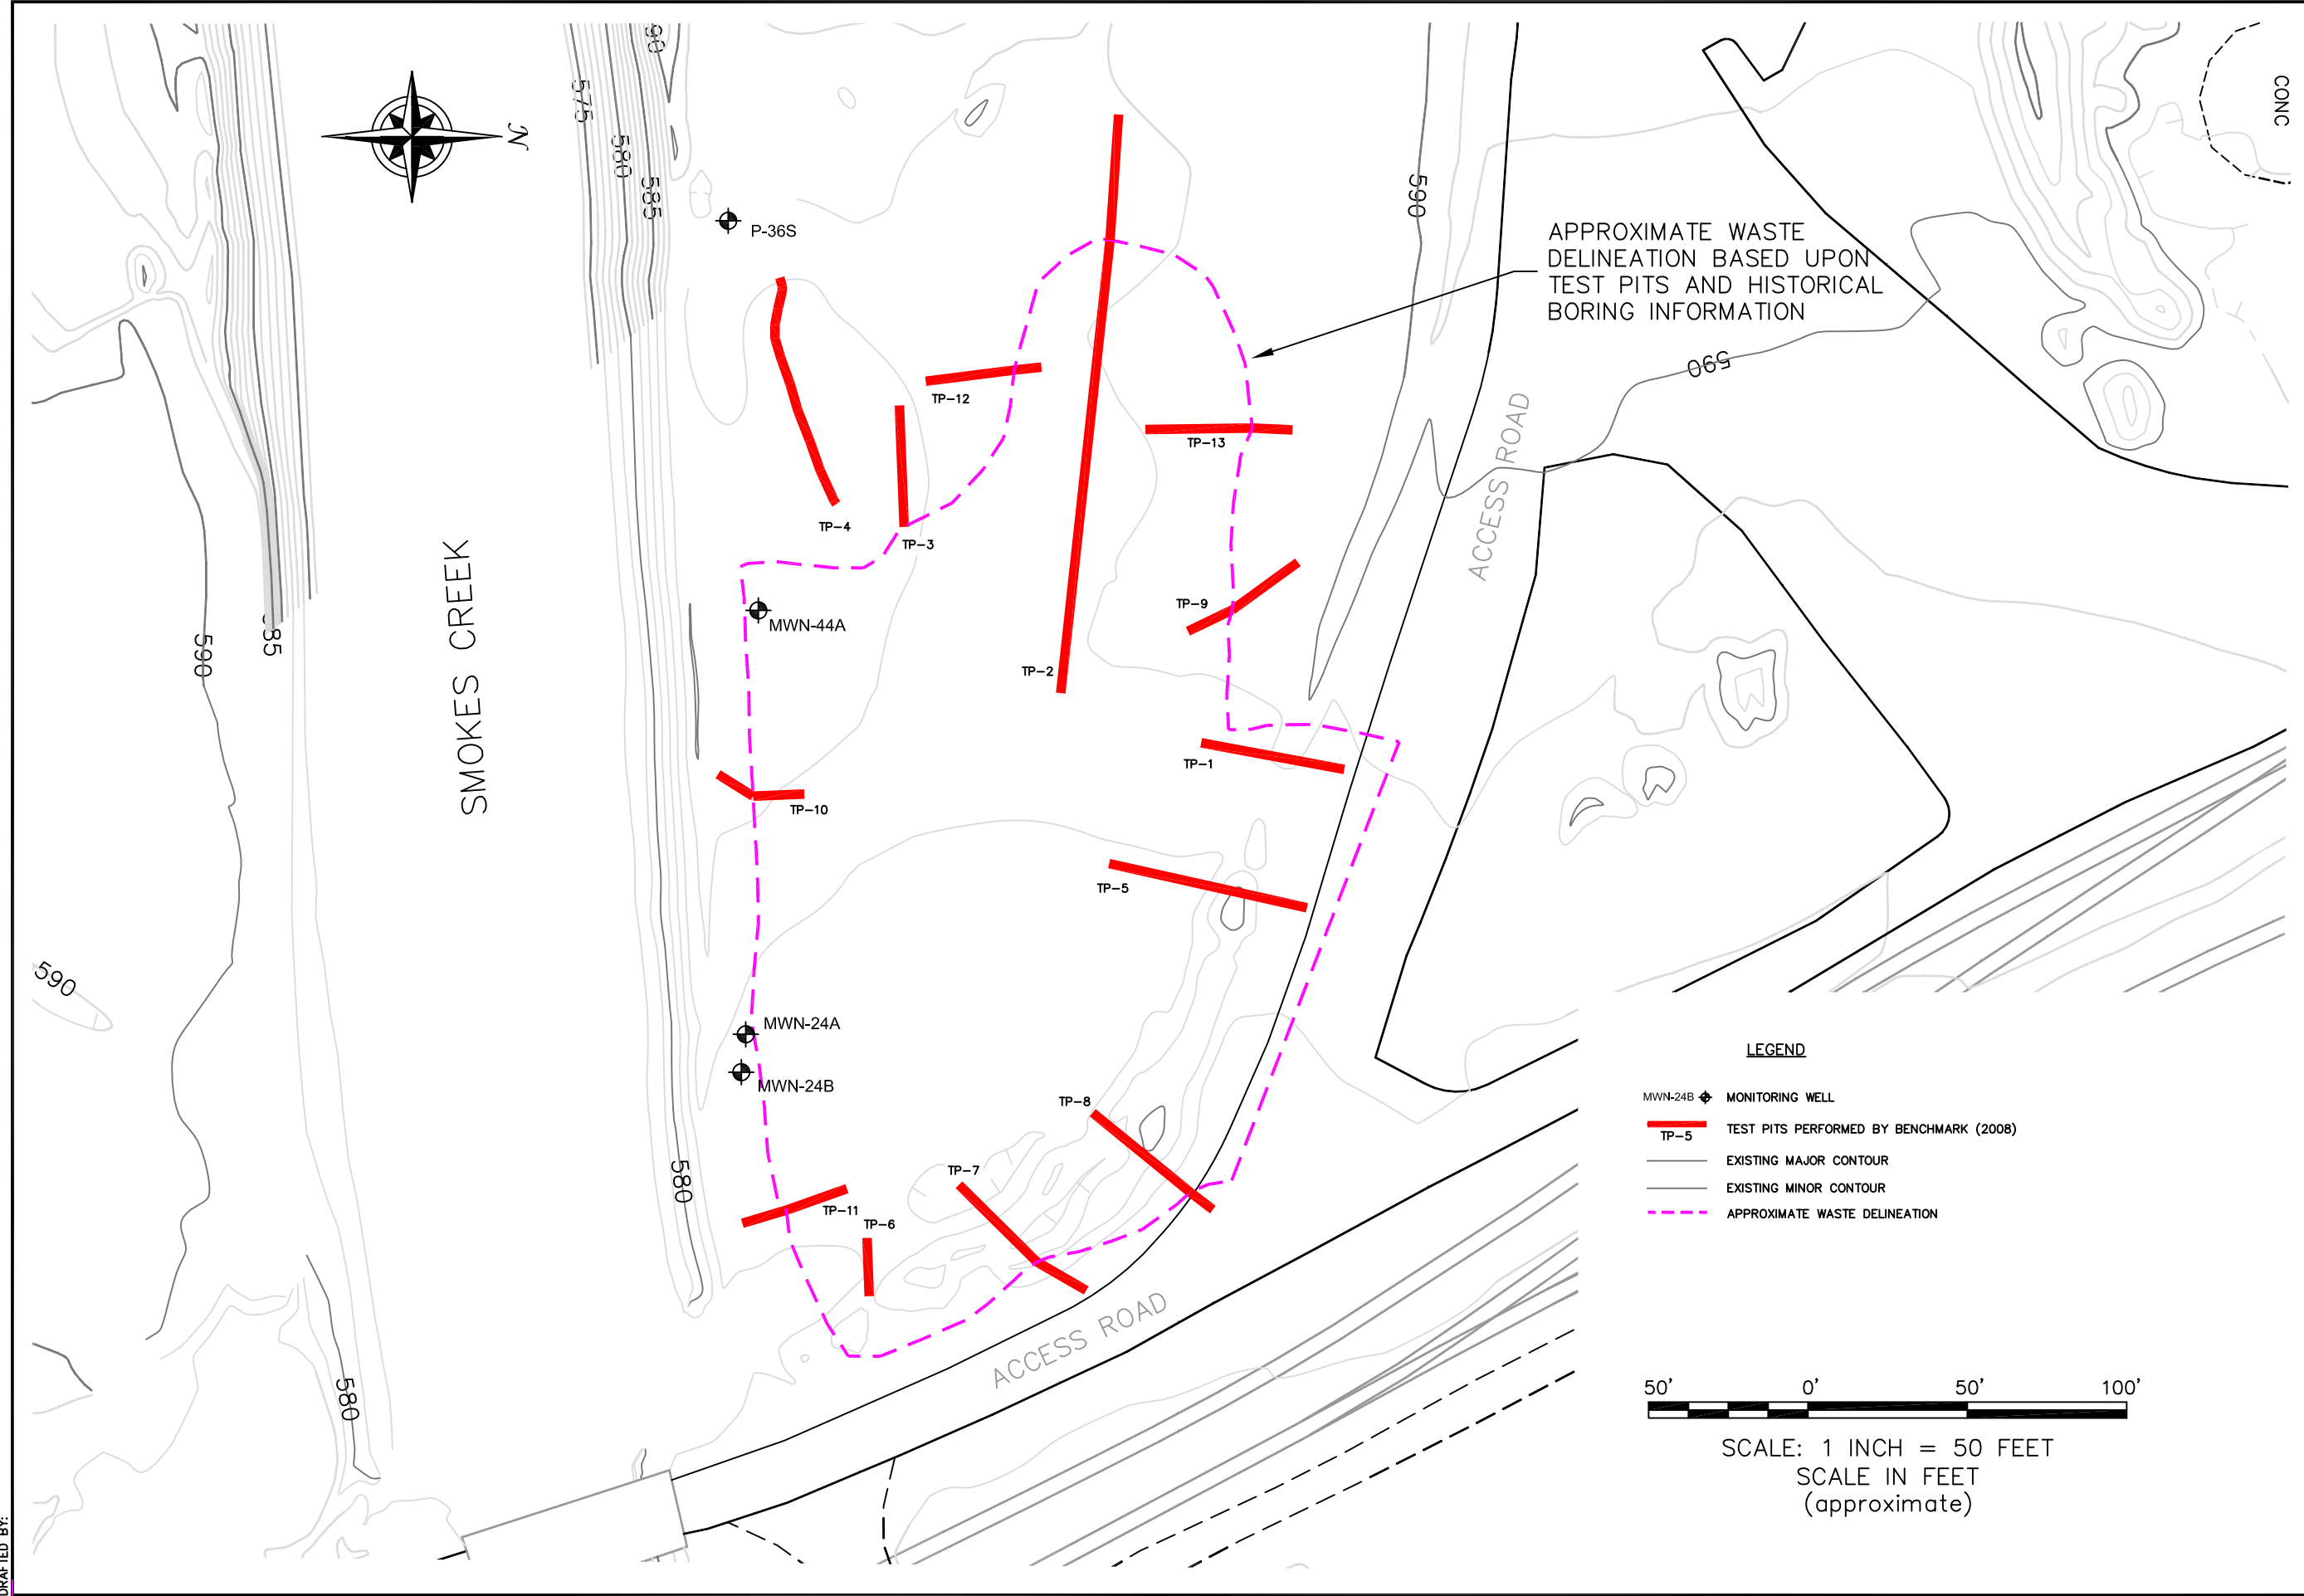 CONC
590
575
580
585
N
P-36S
590
APPROXIMATE WASTE
DELINEATION BASED UPON
TEST PITS AND HISTORICAL
BORING INFORMATION
590
TP-12
TP-13
ACCESS ROAD
TP-4
TP-3
SMOKES CREEK
MWN-44A
TP-9
590
585
TP-2
TP-1
TP-10
TP-5
590
MWN-24A
MWN-24B
TP-8
TP-7
580
TP-11
TP-6
ACCESS ROAD
580
LEGEND
MWN-24B MONITORING WELL
TP-5 TEST PITS PERFORMED BY BENCHMARK (2008)
EXISTING MAJOR CONTOUR
EXISTING MINOR CONTOUR
APPROXIMATE WASTE DELINEATION
50' 0' 50' 100'
SCALE: 1 INCH = 50 FEET
SCALE IN FEET
(approximate)
DRAFTED BY: